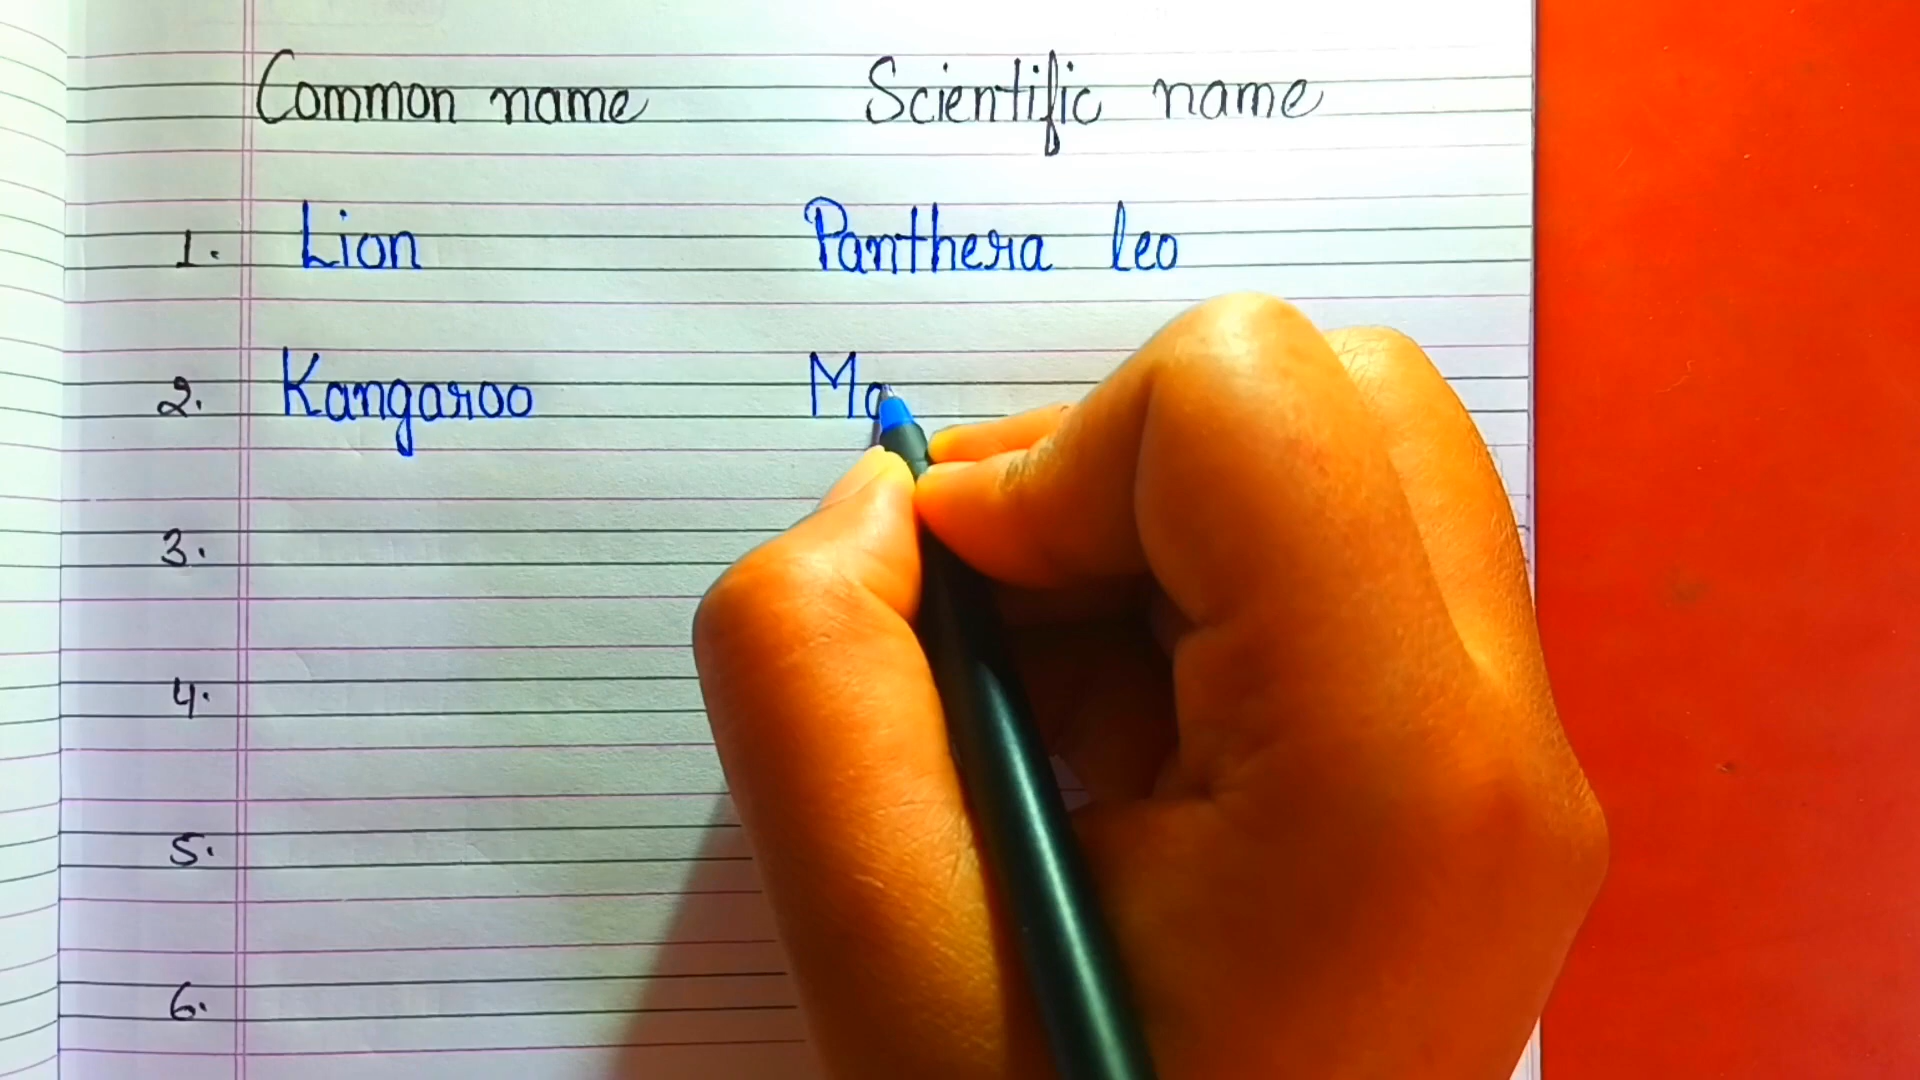 Common name Scientific name
1. Lion Panthera leo
2. Kangaroo Ma
3.
4.
5.
6.